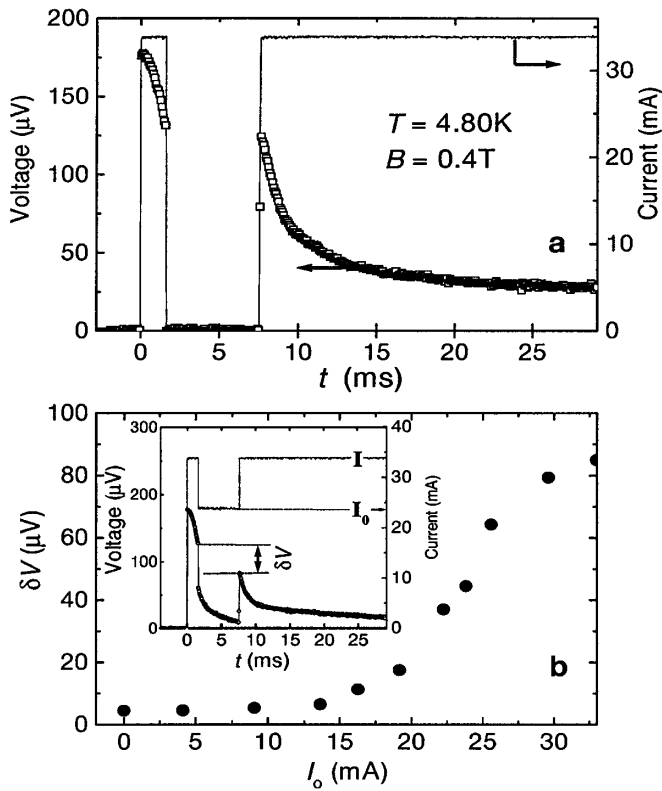 200
150
100
50
0
Voltage (µV)
30
20
10
0
Current (mA)
T = 4.80K
B = 0.4T
a
0 5 10 15 20 25
t (ms)
100
80
60
40
20
0
δV (µV)
300
200
100
0
Voltage (µV)
40
30
20
10
0
Current (mA)
I
I₀
δV
0 5 10 15 20 25
t (ms)
b
0 5 10 15 20 25 30
Iₒ (mA)